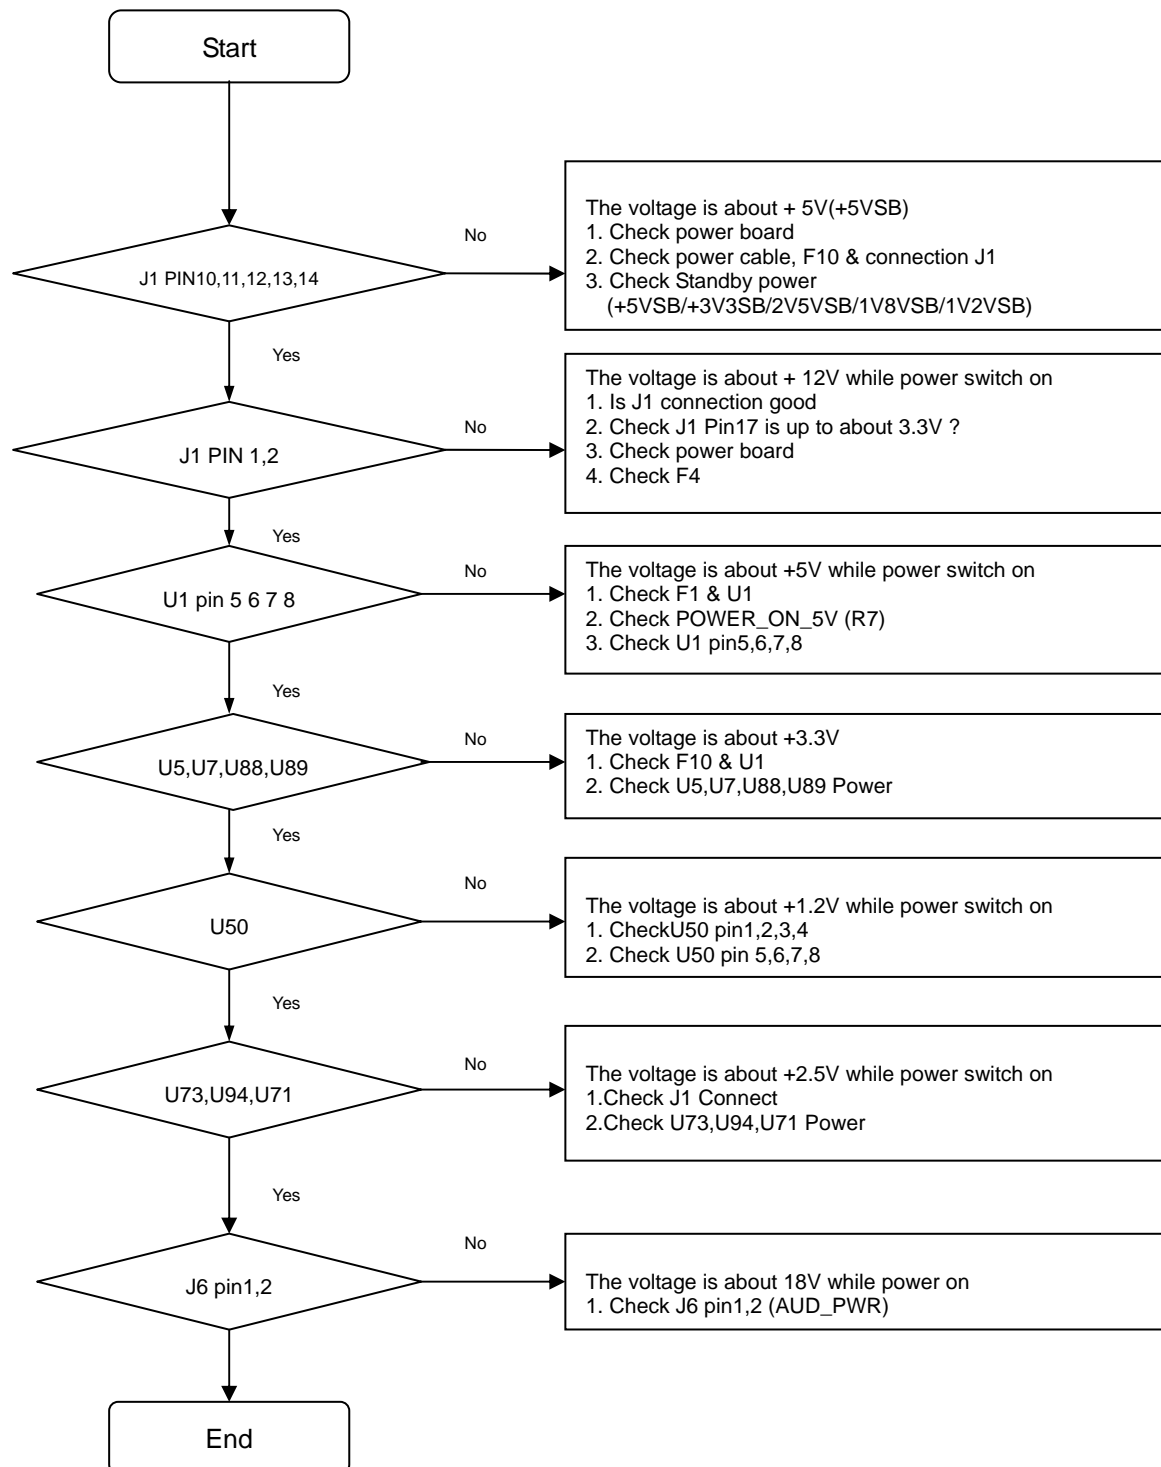 Start
J1 PIN10,11,12,13,14
No
The voltage is about + 5V(+5VSB)
1. Check power board
2. Check power cable, F10 & connection J1
3. Check Standby power
(+5VSB/+3V3SB/2V5VSB/1V8VSB/1V2VSB)
Yes
J1 PIN 1,2
No
The voltage is about + 12V while power switch on
1. Is J1 connection good
2. Check J1 Pin17 is up to about 3.3V ?
3. Check power board
4. Check F4
Yes
U1 pin 5 6 7 8
No
The voltage is about +5V while power switch on
1. Check F1 & U1
2. Check POWER_ON_5V (R7)
3. Check U1 pin5,6,7,8
Yes
U5,U7,U88,U89
No
The voltage is about +3.3V
1. Check F10 & U1
2. Check U5,U7,U88,U89 Power
Yes
U50
No
The voltage is about +1.2V while power switch on
1. CheckU50 pin1,2,3,4
2. Check U50 pin 5,6,7,8
Yes
U73,U94,U71
No
The voltage is about +2.5V while power switch on
1.Check J1 Connect
2.Check U73,U94,U71 Power
Yes
J6 pin1,2
No
The voltage is about 18V while power on
1. Check J6 pin1,2 (AUD_PWR)
End